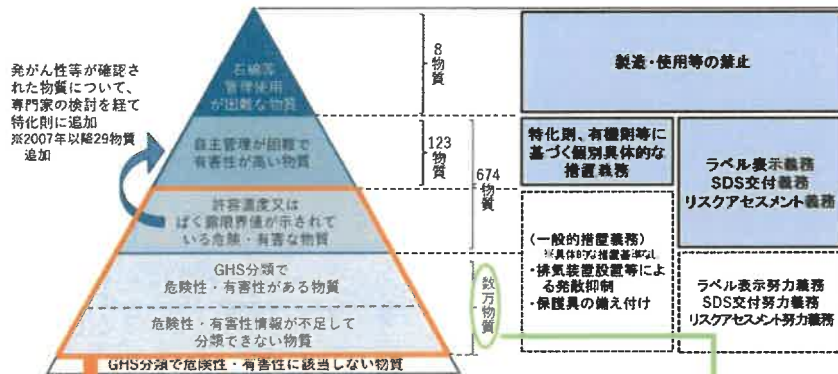 発がん性等が確認され
た物質について、
専門家の検討を経て
特化則に追加
※2007年以降29物質
追加
石綿等
管理使用
が困難な物質
自主管理が困難で
有害性が高い物質
許容濃度又は
ばく露限界値が示されて
いる危険・有害な物質
GHS分類で
危険性・有害性がある物質
危険性・有害性情報が不足して
分類できない物質
GHS分類で危険性・有害性に該当しない物質
8
物質
123
物質
674
物質
数万物質
製造・使用等の禁止
特化則、有機則等に
基づく個別具体的な
措置義務
(一般的措置義務)
※具体的な措置基準なし
・排気装置設置等によ
る発散抑制
・保護具の備え付け
ラベル表示義務
SDS交付義務
リスクアセスメント義務
ラベル表示努力義務
SDS交付努力義務
リスクアセスメント努力義務